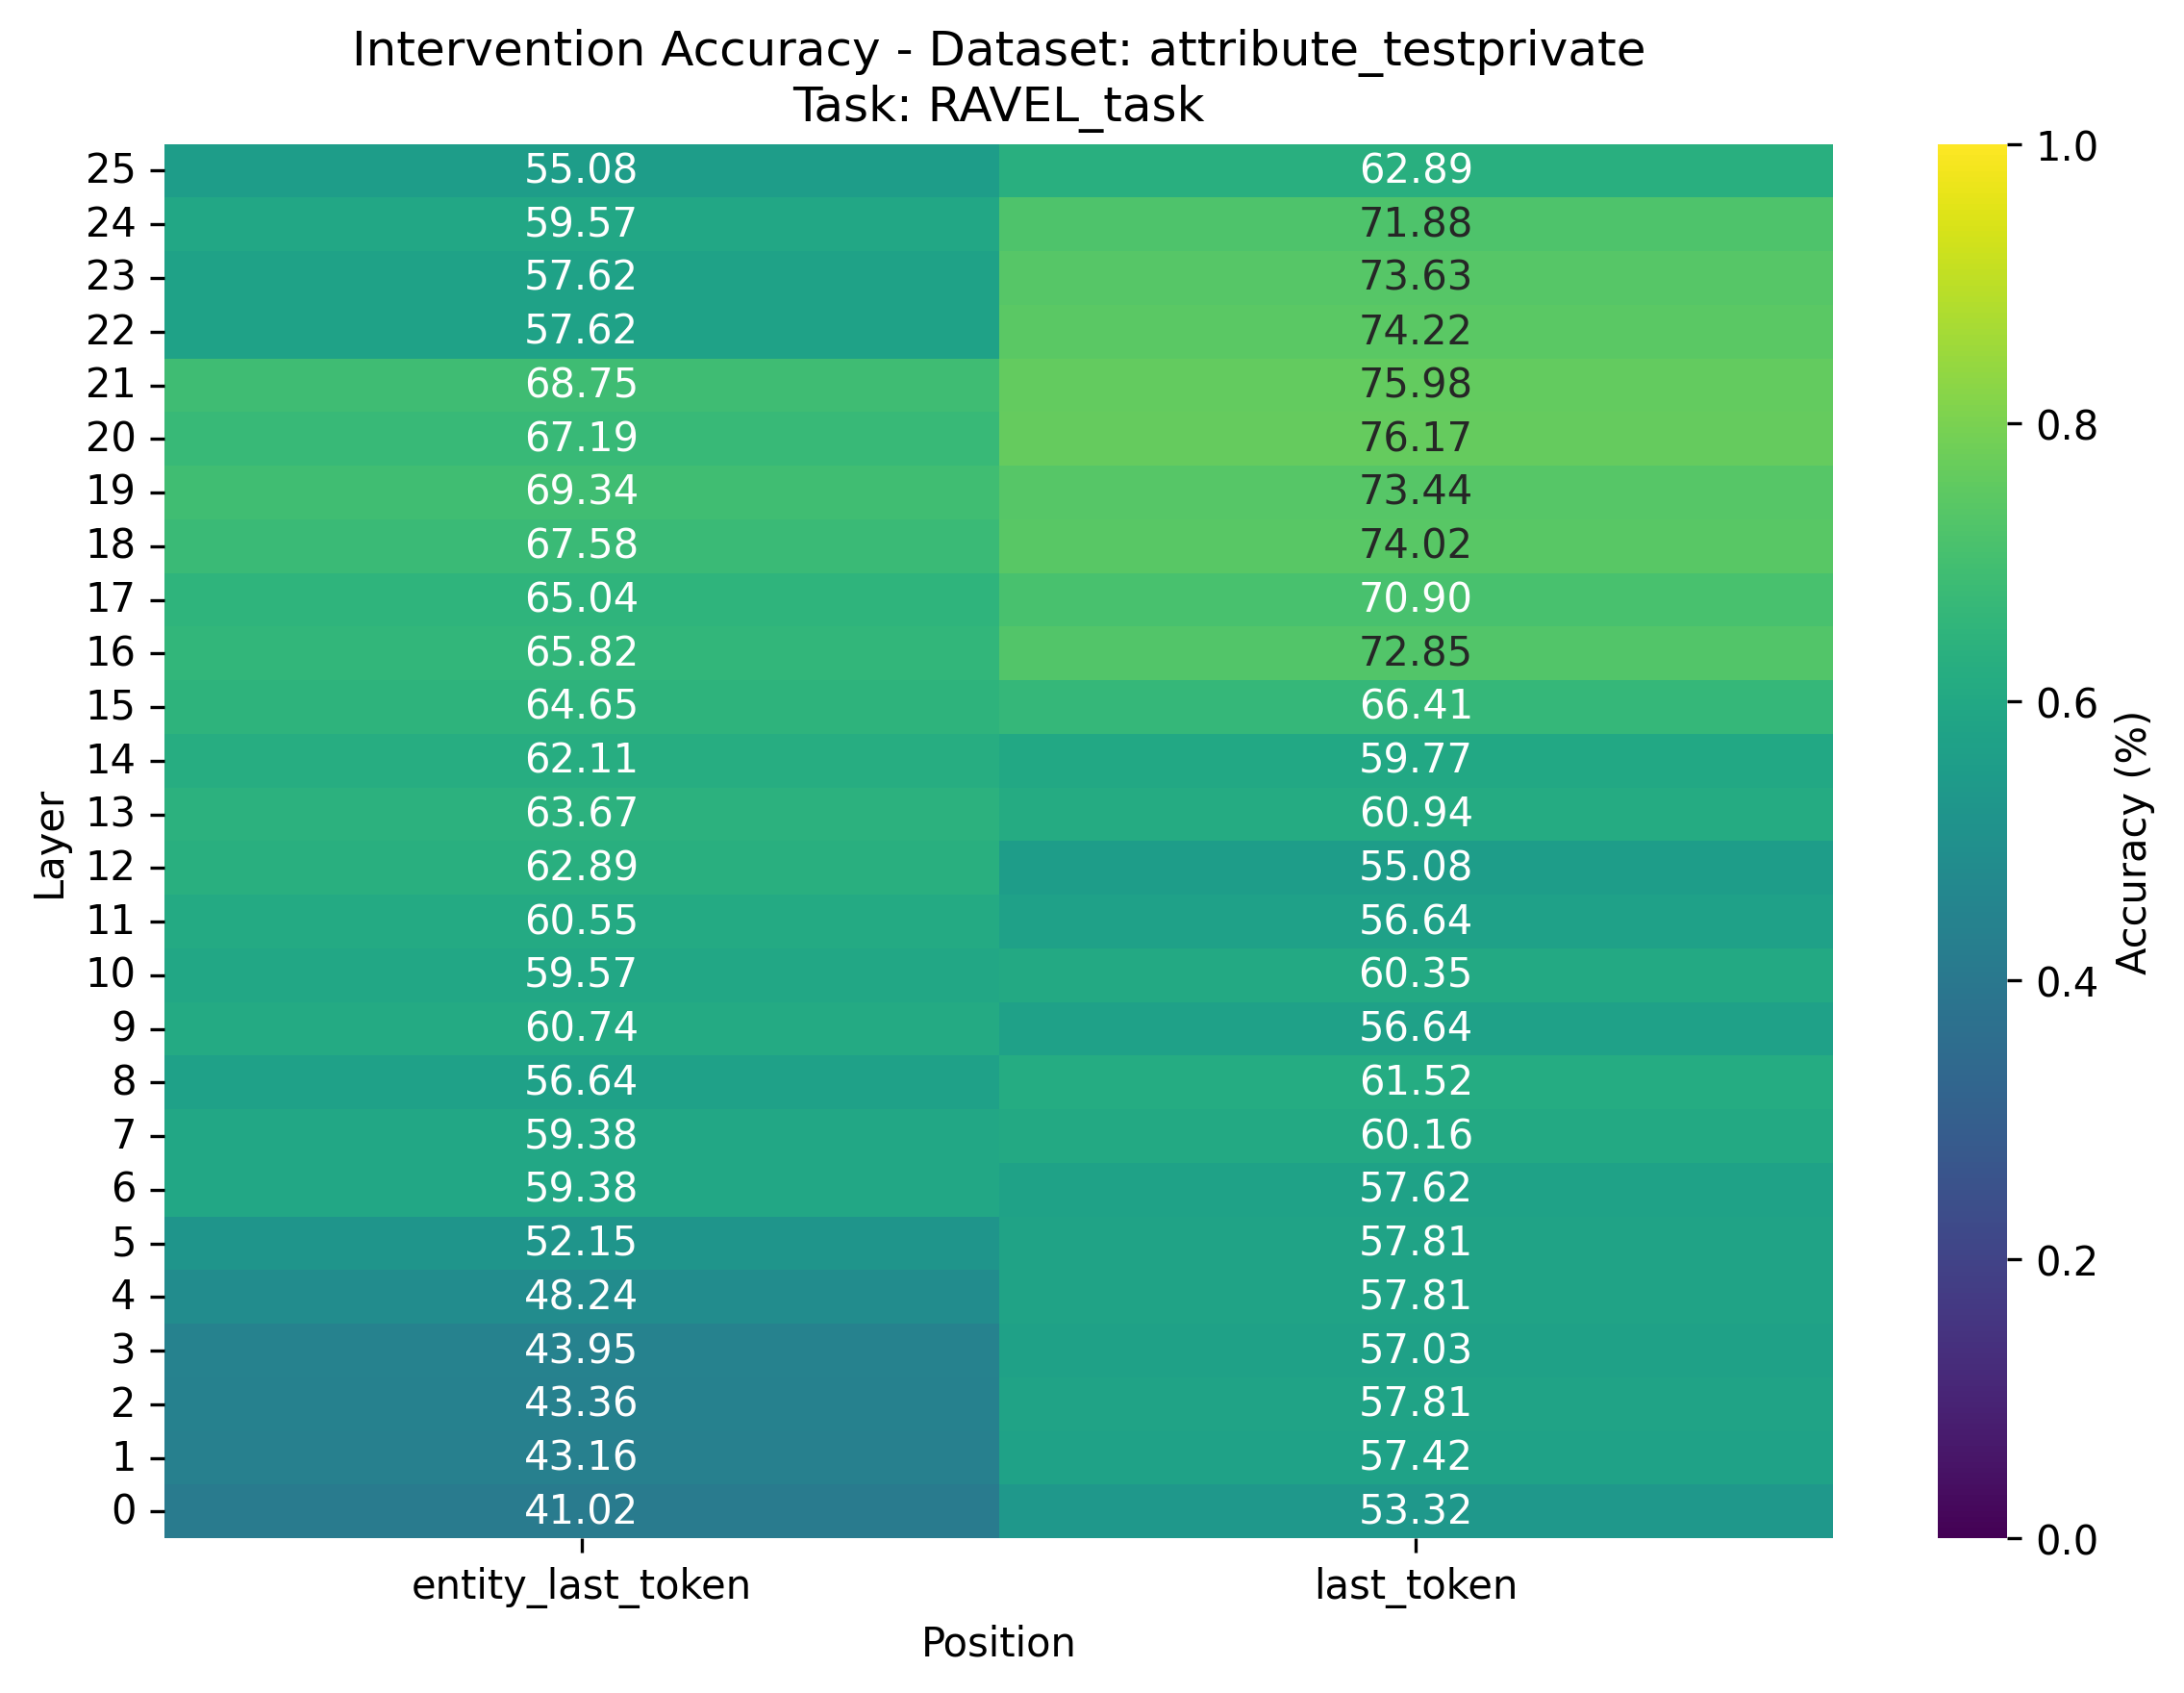 Intervention Accuracy - Dataset: attribute_testprivate
Task: RAVEL_task
25 55.08 62.89
24 59.57 71.88
23 57.62 73.63
22 57.62 74.22
21 68.75 75.98
20 67.19 76.17
19 69.34 73.44
18 67.58 74.02
17 65.04 70.90
16 65.82 72.85
15 64.65 66.41
14 62.11 59.77
13 63.67 60.94
12 62.89 55.08
11 60.55 56.64
10 59.57 60.35
9 60.74 56.64
8 56.64 61.52
7 59.38 60.16
6 59.38 57.62
5 52.15 57.81
4 48.24 57.81
3 43.95 57.03
2 43.36 57.81
1 43.16 57.42
0 41.02 53.32
entity_last_token last_token
Position
Layer
1.0
0.8
0.6
0.4
0.2
0.0
Accuracy (%)